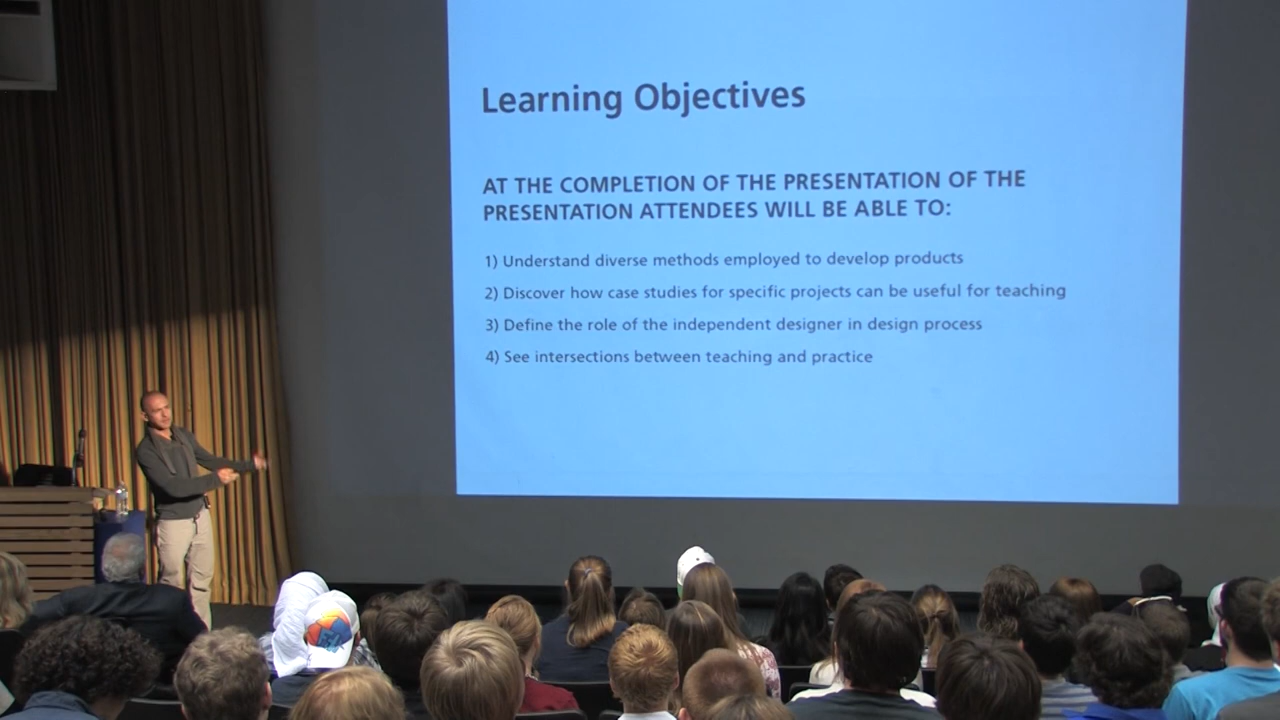 Learning Objectives
AT THE COMPLETION OF THE PRESENTATION OF THE
PRESENTATION ATTENDEES WILL BE ABLE TO:
1) Understand diverse methods employed to develop products
2) Discover how case studies for specific projects can be useful for teaching
3) Define the role of the independent designer in design process
4) See intersections between teaching and practice